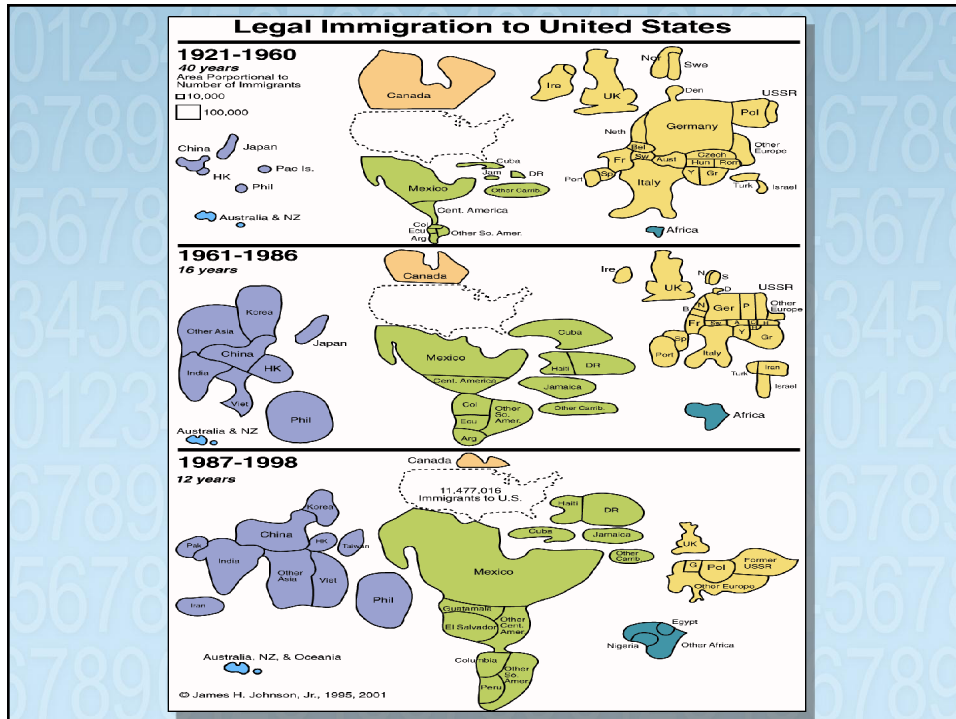 Legal Immigration to United States
1921-1960
40 years
Area Porportional to
Number of Immigrants
10,000
100,000
China
Japan
HK
Pac Is.
Phil
Australia & NZ
Canada
Mexico
Cuba
Jam
DR
Other Carrib.
Cent. America
Col
Ecu
Arg
Other So. Amer.
Ire
UK
Nor
Swe
Den
USSR
Pol
Germany
Neth
Bel
Sw
Fr
Aust
Czech
Hun
Rom
Other
Europe
Y
Gr
Port
Sp
Italy
Turk
Israel
Africa
1961-1986
16 years
Other Asia
Korea
China
Japan
India
HK
Viet
Phil
Australia & NZ
Canada
Mexico
Cent. America
Cuba
Haiti
DR
Jamaica
Other Carrib.
Col
Ecu
Arg
Other
So.
Amer.
Ire
UK
N
S
D
USSR
B
N
Ger
P
Other
Europe
Fr
Sw
A
Y
Gr
Port
Sp
Italy
Turk
Iran
Israel
Africa
1987-1998
12 years
Korea
China
Pak
HK
Taiwan
India
Other
Asia
Viet
Iran
Phil
Australia, NZ, & Oceania
Canada
11,477,016
Immigrants to U.S.
Haiti
DR
Cuba
Jamaica
Other
Carrib.
Mexico
Guatamala
El Salvador
Other
Cent.
Amer.
Columbia
Peru
Other
So.
Amer.
UK
G
Pol
Former
USSR
Other Europe
Egypt
Nigeria
Other Africa
© James H. Johnson, Jr., 1995, 2001